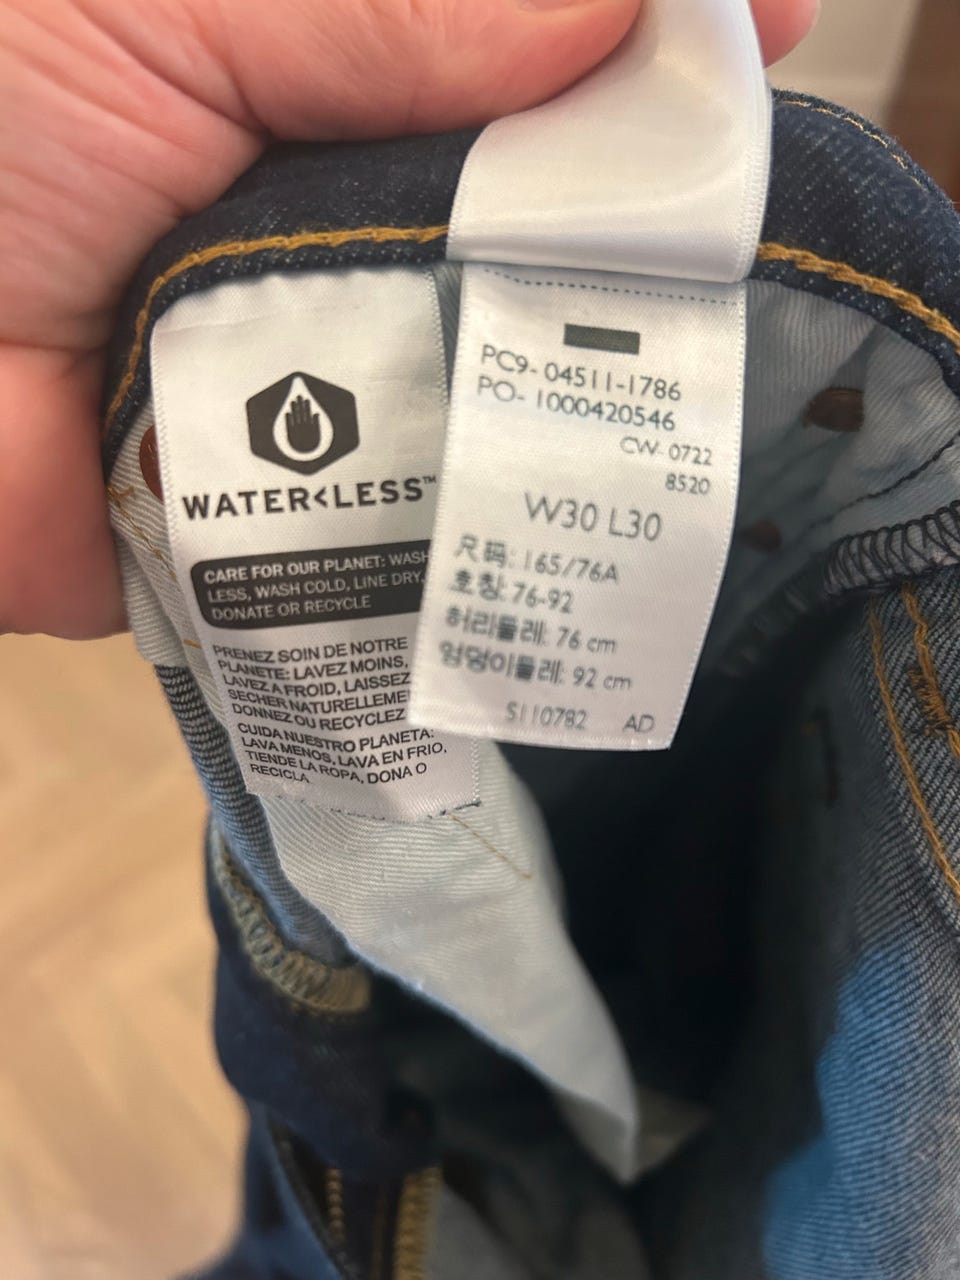 WATER<LESS™
CARE FOR OUR PLANET: WASH
LESS, WASH COLD, LINE DRY,
DONATE OR RECYCLE
PRENEZ SOIN DE NOTRE
PLANETE: LAVEZ MOINS,
LAVEZ A FROID, LAISSEZ
SECHER NATURELLEME
DONNEZ OU RECYCLEZ
CUIDA NUESTRO PLANETA:
LAVA MENOS, LAVA EN FRIO,
TIENDE LA ROPA, DONA O
RECICLA
PC9- 04511-1786
PO- 1000420546
CW- 0722
8520
W30 L30
尺码: 165/76A
호칭: 76-92
허리둘레: 76 cm
엉덩이둘레: 92 cm
S110782 AD